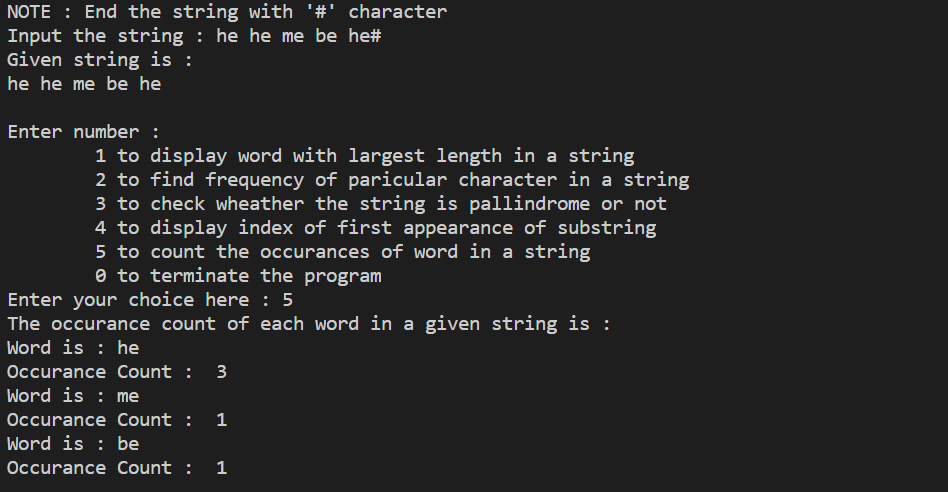 NOTE : End the string with '#' character
Input the string : he he me be he#
Given string is :
he he me be he
Enter number :
1 to display word with largest length in a string
2 to find frequency of paricular character in a string
3 to check wheather the string is pallindrome or not
4 to display index of first appearance of substring
5 to count the occurances of word in a string
0 to terminate the program
Enter your choice here : 5
The occurance count of each word in a given string is :
Word is : he
Occurance Count :  3
Word is : me
Occurance Count :  1
Word is : be
Occurance Count :  1